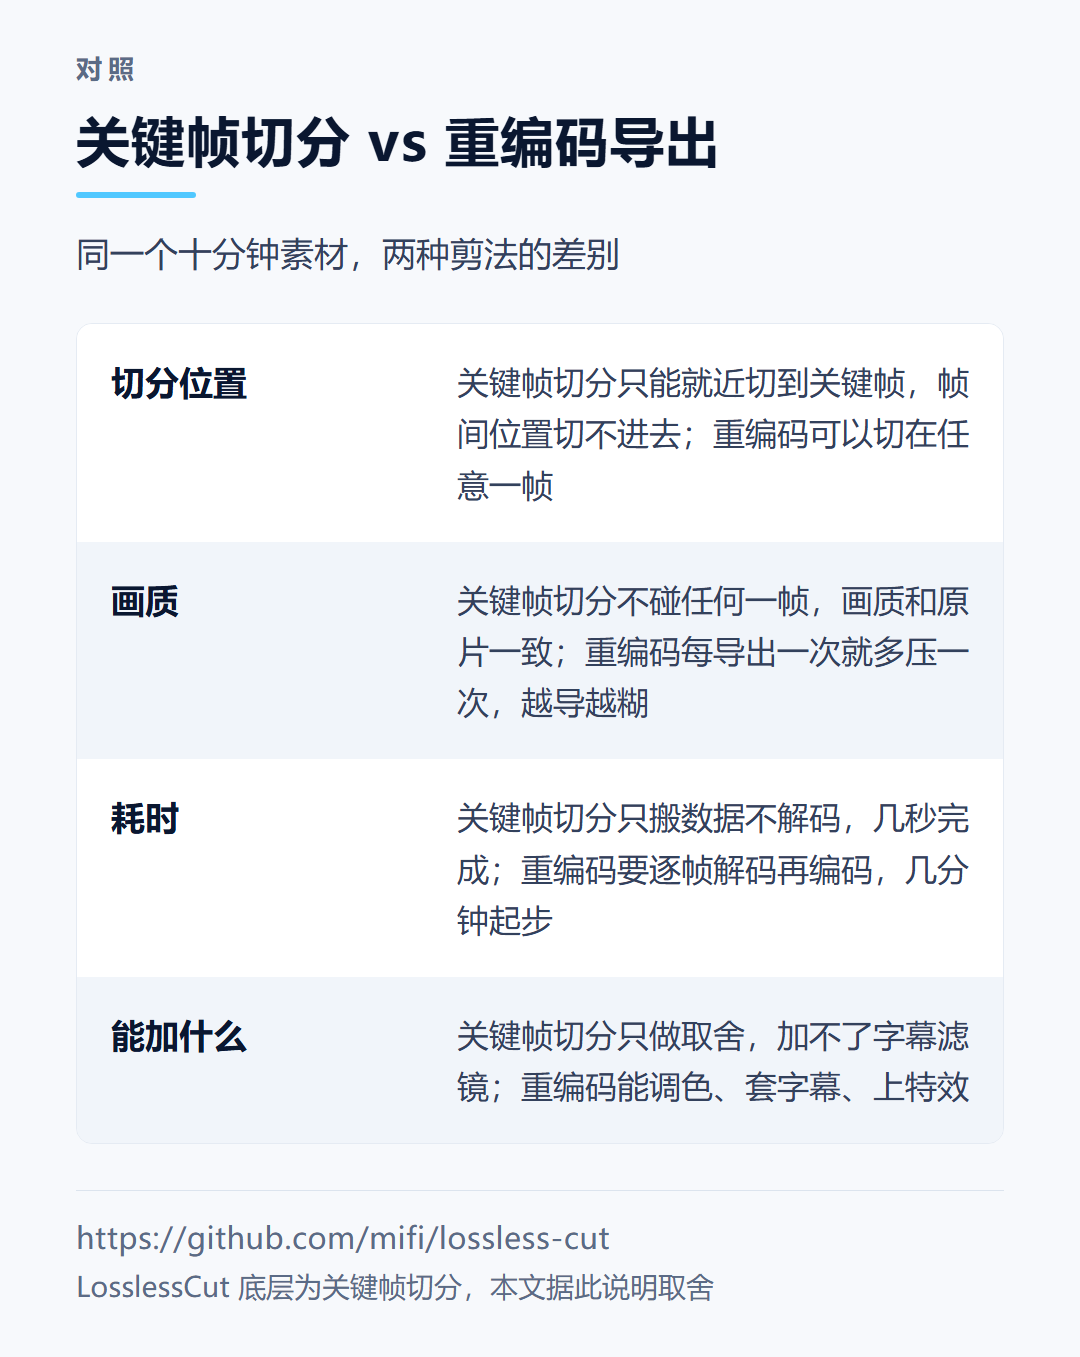 对照
关键帧切分 vs 重编码导出
同一个十分钟素材，两种剪法的差别
切分位置
关键帧切分只能就近切到关键帧，帧
间位置切不进去；重编码可以切在任
意一帧
画质
关键帧切分不碰任何一帧，画质和原
片一致；重编码每导出一次就多压一
次，越导越糊
耗时
关键帧切分只搬数据不解码，几秒完
成；重编码要逐帧解码再编码，几分
钟起步
能加什么
关键帧切分只做取舍，加不了字幕滤
镜；重编码能调色、套字幕、上特效
https://github.com/mifi/lossless-cut
LosslessCut 底层为关键帧切分，本文据此说明取舍